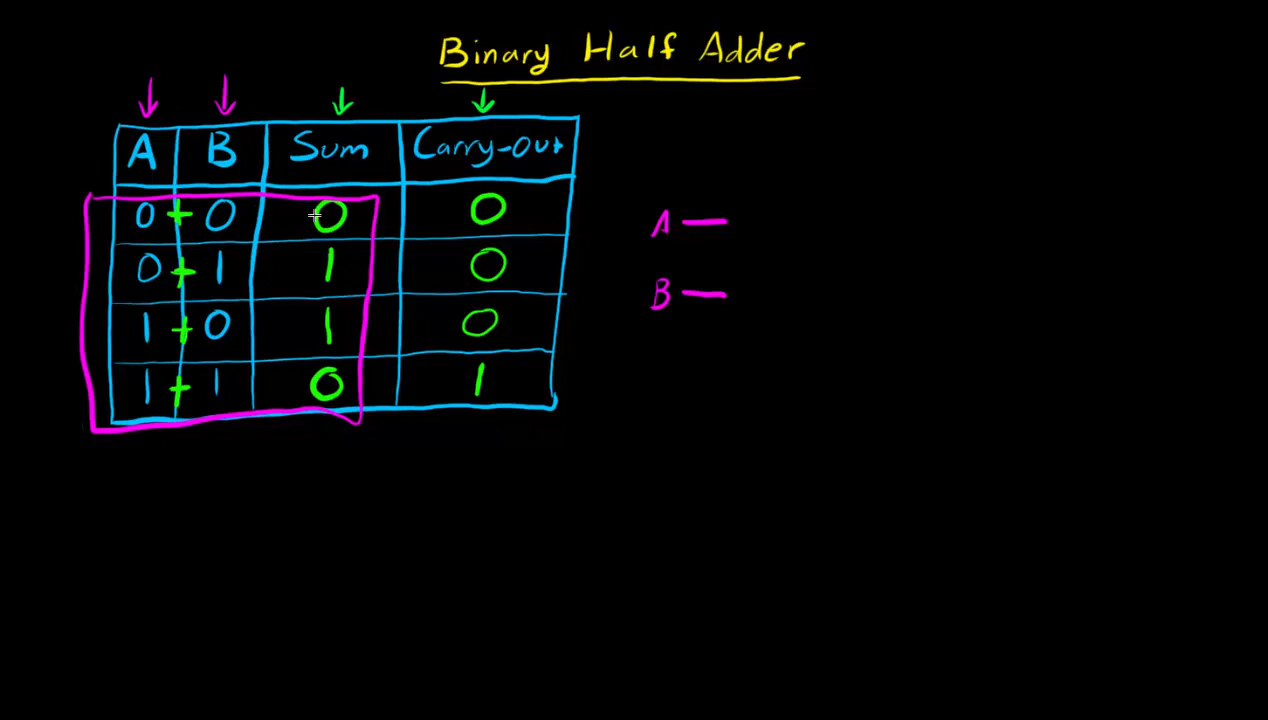 Binary Half Adder
A B Sum Carry-out
0 + 0 0 0
0 + 1 1 0
1 + 0 1 0
1 + 1 0 1
A
B